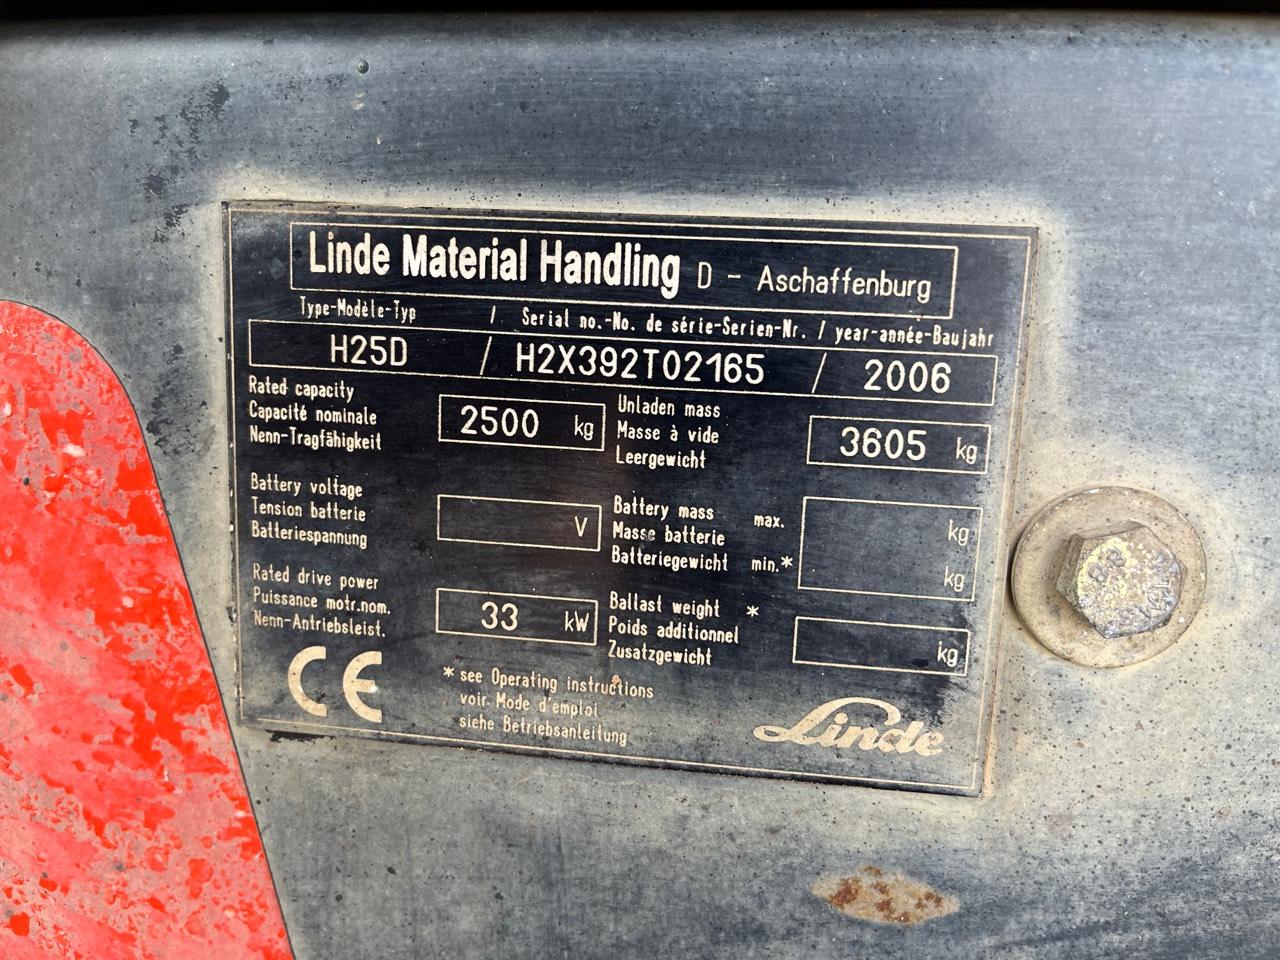 Linde Material Handling D - Aschaffenburg
Type-Modèle-Typ / Serial no.-No. de série-Serien-Nr. / year-année-Baujahr
H25D / H2X392T02165 / 2006
Rated capacity
Capacité nominale
Nenn-Tragfähigkeit
2500 kg
Unladen mass
Masse à vide
Leergewicht
3605 kg
Battery voltage
Tension batterie
Batteriespannung
V
Battery mass max.
Masse batterie
Batteriegewicht min.*
kg
kg
Rated drive power
Puissance motr.nom.
Nenn-Antriebsleist.
33 kW
Ballast weight *
Poids additionnel
Zusatzgewicht
kg
CE
* see Operating instructions
voir Mode d'emploi
siehe Betriebsanleitung
Linde
8.8